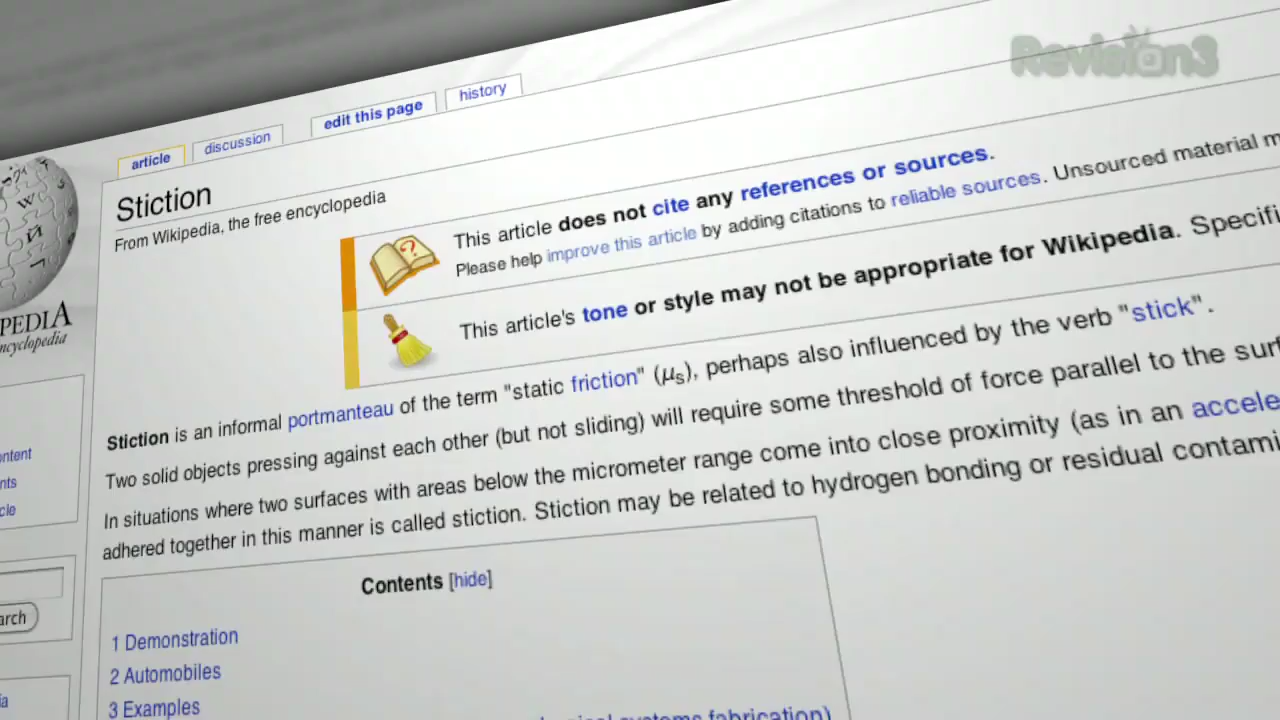 Revision3
article discussion edit this page history
Stiction
From Wikipedia, the free encyclopedia
This article does not cite any references or sources.
Please help improve this article by adding citations to reliable sources. Unsourced material m
This article's tone or style may not be appropriate for Wikipedia. Specifi
PEDIA
ncyclopedia
Stiction is an informal portmanteau of the term "static friction" (μs), perhaps also influenced by the verb "stick".
Two solid objects pressing against each other (but not sliding) will require some threshold of force parallel to the surf
In situations where two surfaces with areas below the micrometer range come into close proximity (as in an accele
adhered together in this manner is called stiction. Stiction may be related to hydrogen bonding or residual contami
ontent
nts
cle
arch
ia
Contents [hide]
1 Demonstration
2 Automobiles
3 Examples
systems fabrication)